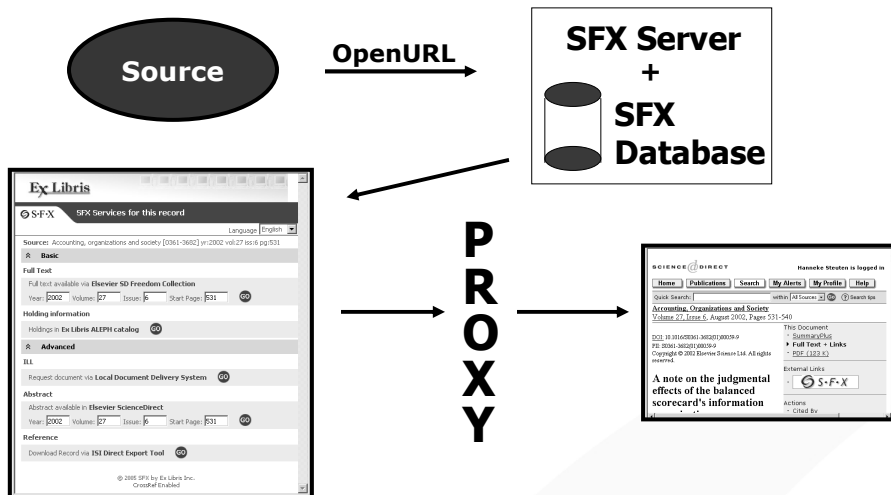 Source
OpenURL
SFX Server
+
SFX
Database
Ex Libris
S·F·X SFX Services for this record
Language English
Source: Accounting, organizations and society [0361-3682] yr:2002 vol:27 iss:6 pg:531
Basic
Full Text
Full text available via Elsevier SD Freedom Collection
Year: 2002 Volume: 27 Issue: 6 Start Page: 531 GO
Holding information
Holdings in Ex Libris ALEPH catalog GO
Advanced
ILL
Request document via Local Document Delivery System GO
Abstract
Abstract available in Elsevier ScienceDirect
Year: 2002 Volume: 27 Issue: 6 Start Page: 531 GO
Reference
Download Record via ISI Direct Export Tool GO
© 2005 SFX by Ex Libris Inc.
CrossRef Enabled
P
R
O
X
Y
SCIENCE @ DIRECT Hanneke Steuten is logged in
Home Publications Search My Alerts My Profile Help
Quick Search: within All Sources GO ? Search tips
Accounting, Organizations and Society
Volume 27, Issue 6, August 2002, Pages 531-540
DOI: 10.1016/S0361-3682(01)00059-9
PII: S0361-3682(01)00059-9
Copyright © 2002 Elsevier Science Ltd. All rights
reserved.
A note on the judgmental
effects of the balanced
scorecard's information
This Document
SummaryPlus
Full Text + Links
PDF (123 K)
External Links
S·F·X
Actions
Cited By